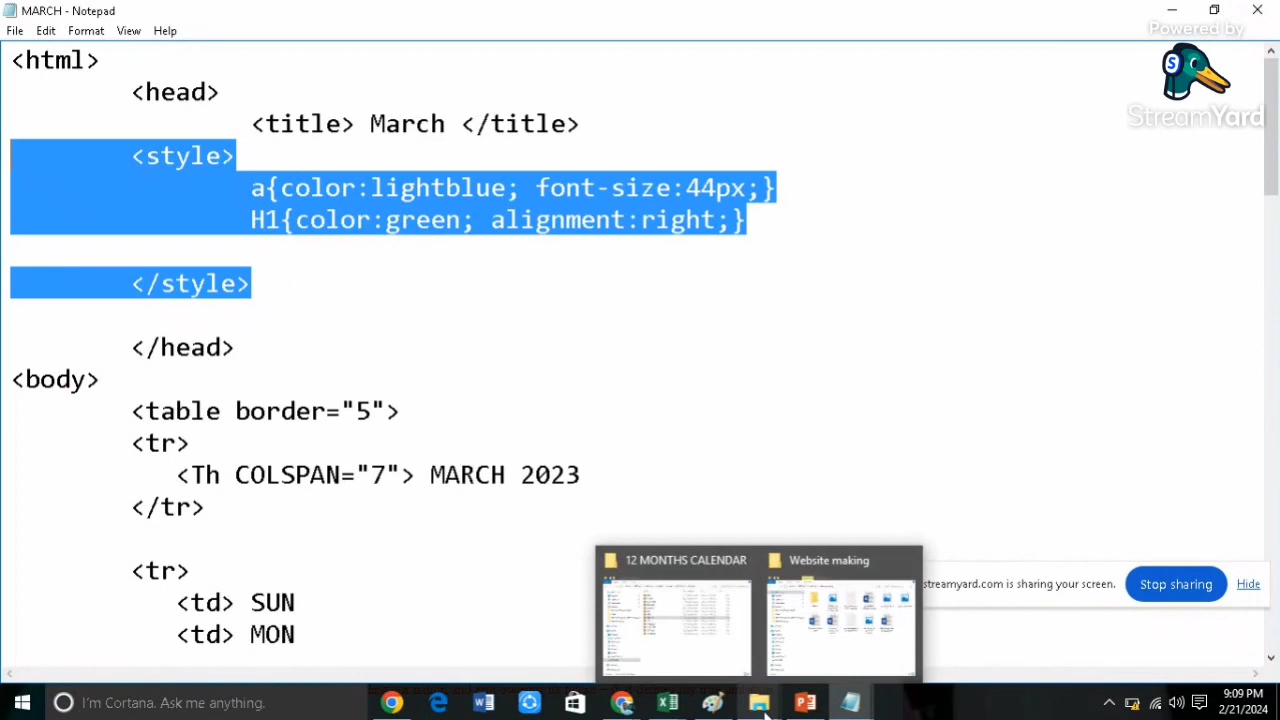 MARCH - Notepad
File Edit Format View Help
Powered by
S
StreamYard
<html>
<head>
<title> March </title>
<style>
a{color:lightblue; font-size:44px;}
H1{color:green; alignment:right;}
</style>
</head>
<body>
<table border="5">
<tr>
<Th COLSPAN="7"> MARCH 2023
</tr>
<tr>
<td> SUN
<td> MON
12 MONTHS CALENDAR
Website making
streamyard.com is sharing your screen.
Stop sharing
Hide
I'm Cortana. Ask me anything.
9:09 PM
2/21/2024